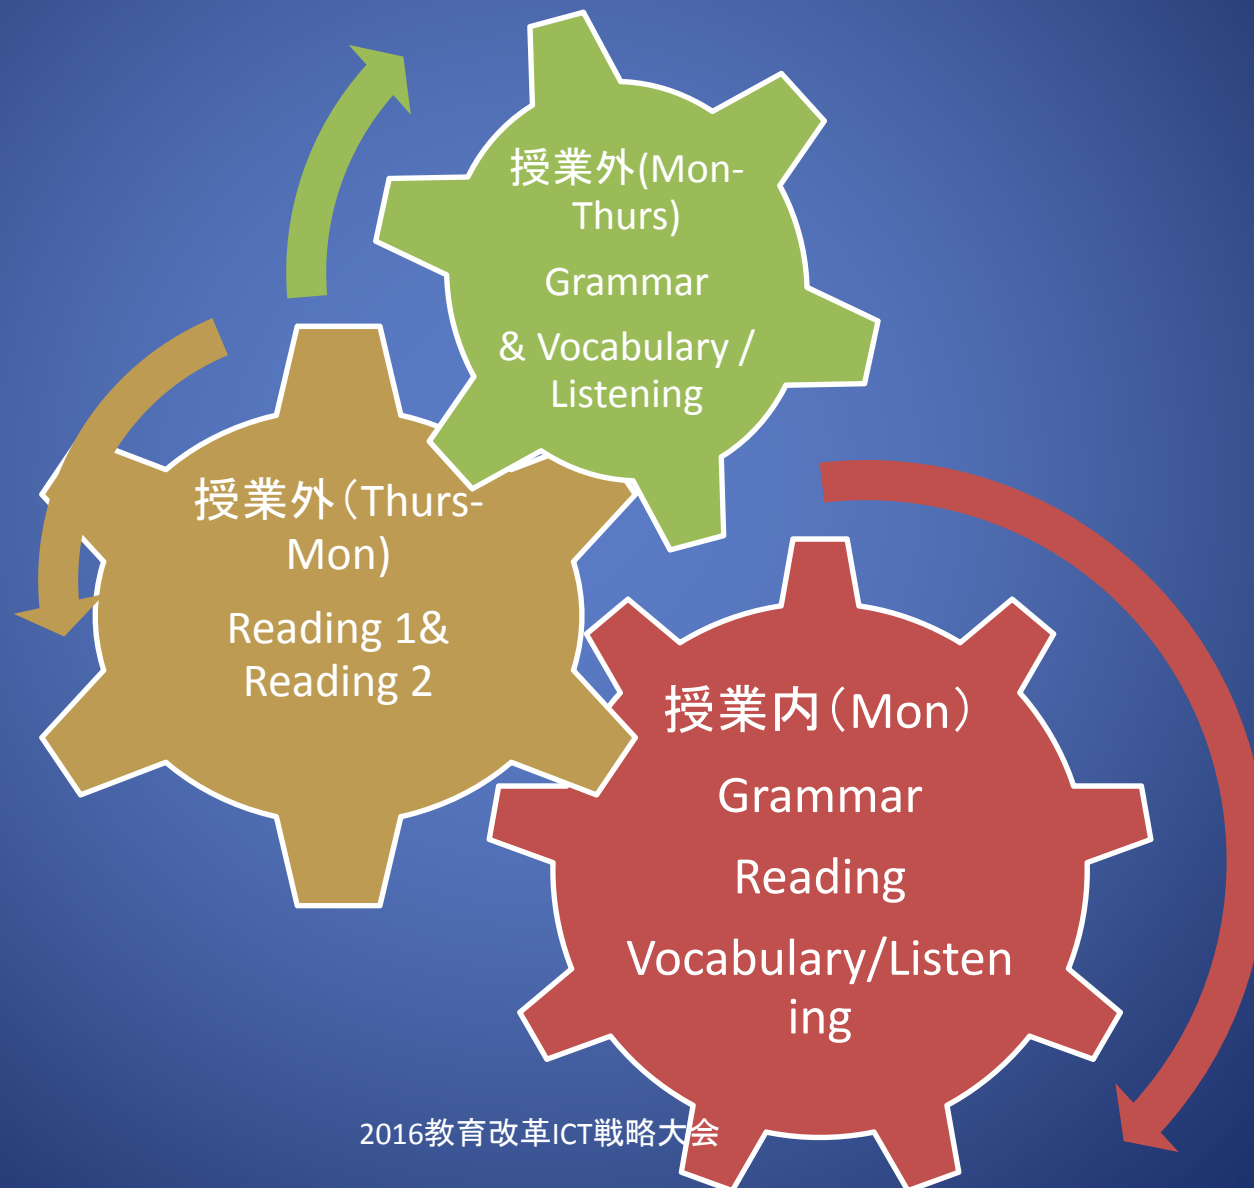 授業外(Mon-
Thurs)
Grammar
& Vocabulary /
Listening
授業外（Thurs-
Mon)
Reading 1&
Reading 2
授業内（Mon）
Grammar
Reading
Vocabulary/Listen
ing
2016教育改革ICT戦略大会